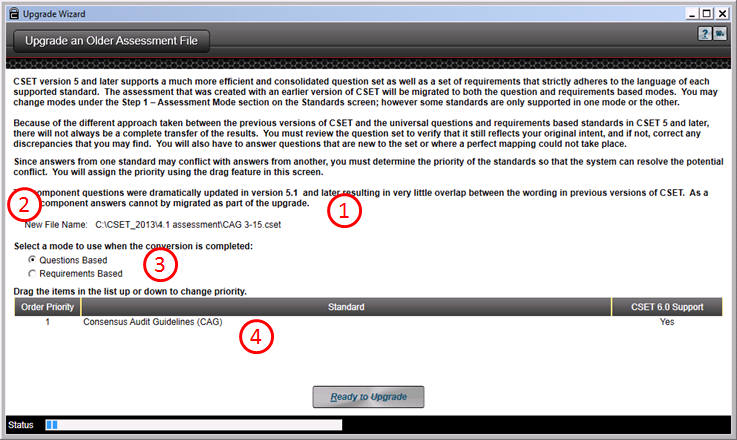 Upgrade Wizard
Upgrade an Older Assessment File
?
CSET version 5 and later supports a much more efficient and consolidated question set as well as a set of requirements that strictly adheres to the language of each
supported standard. The assessment that was created with an earlier version of CSET will be migrated to both the question and requirements based modes. You may
change modes under the Step 1 – Assessment Mode section on the Standards screen; however some standards are only supported in one mode or the other.
Because of the different approach taken between the previous versions of CSET and the universal questions and requirements based standards in CSET 5 and later,
there will not always be a complete transfer of the results. You must review the question set to verify that it still reflects your original intent, and if not, correct any
discrepancies that you may find. You will also have to answer questions that are new to the set or where a perfect mapping could not take place.
Since answers from one standard may conflict with answers from another, you must determine the priority of the standards so that the system can resolve the potential
conflict. You will assign the priority using the drag feature in this screen.
component questions were dramatically updated in version 5.1 and later resulting in very little overlap between the wording in previous versions of CSET. As a
component answers cannot by migrated as part of the upgrade.
2
1
New File Name: C:\CSET_2013\4.1 assessment\CAG 3-15.cset
Select a mode to use when the conversion is completed:
Questions Based
3
Requirements Based
Drag the items in the list up or down to change priority.
Order Priority Standard CSET 6.0 Support
1 Consensus Audit Guidelines (CAG) Yes
4
Ready to Upgrade
Status